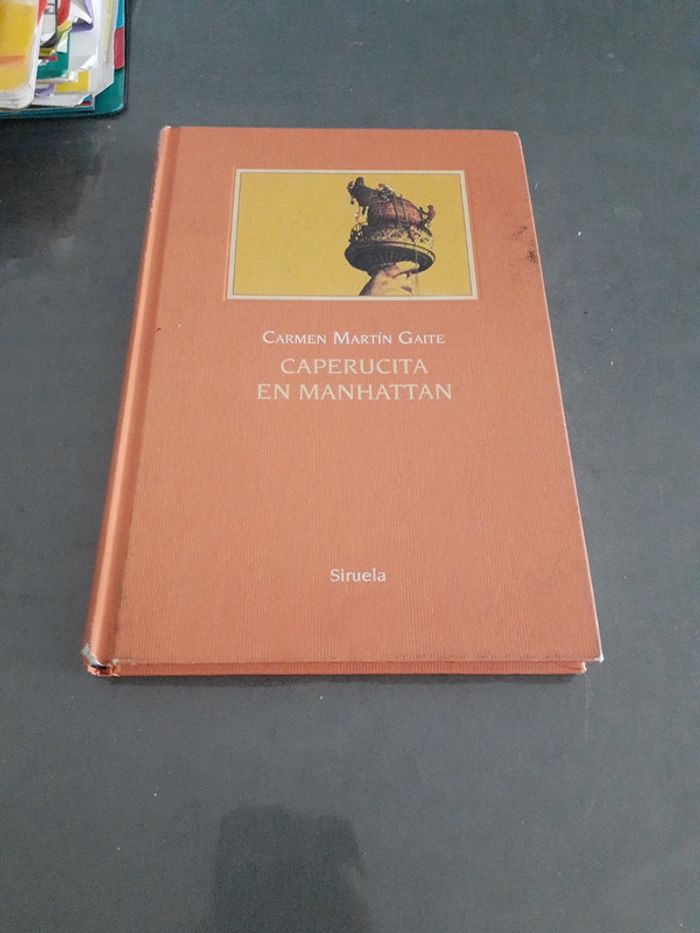 CARMEN MARTÍN GAITE
CAPERUCITA
EN MANHATTAN
Siruela